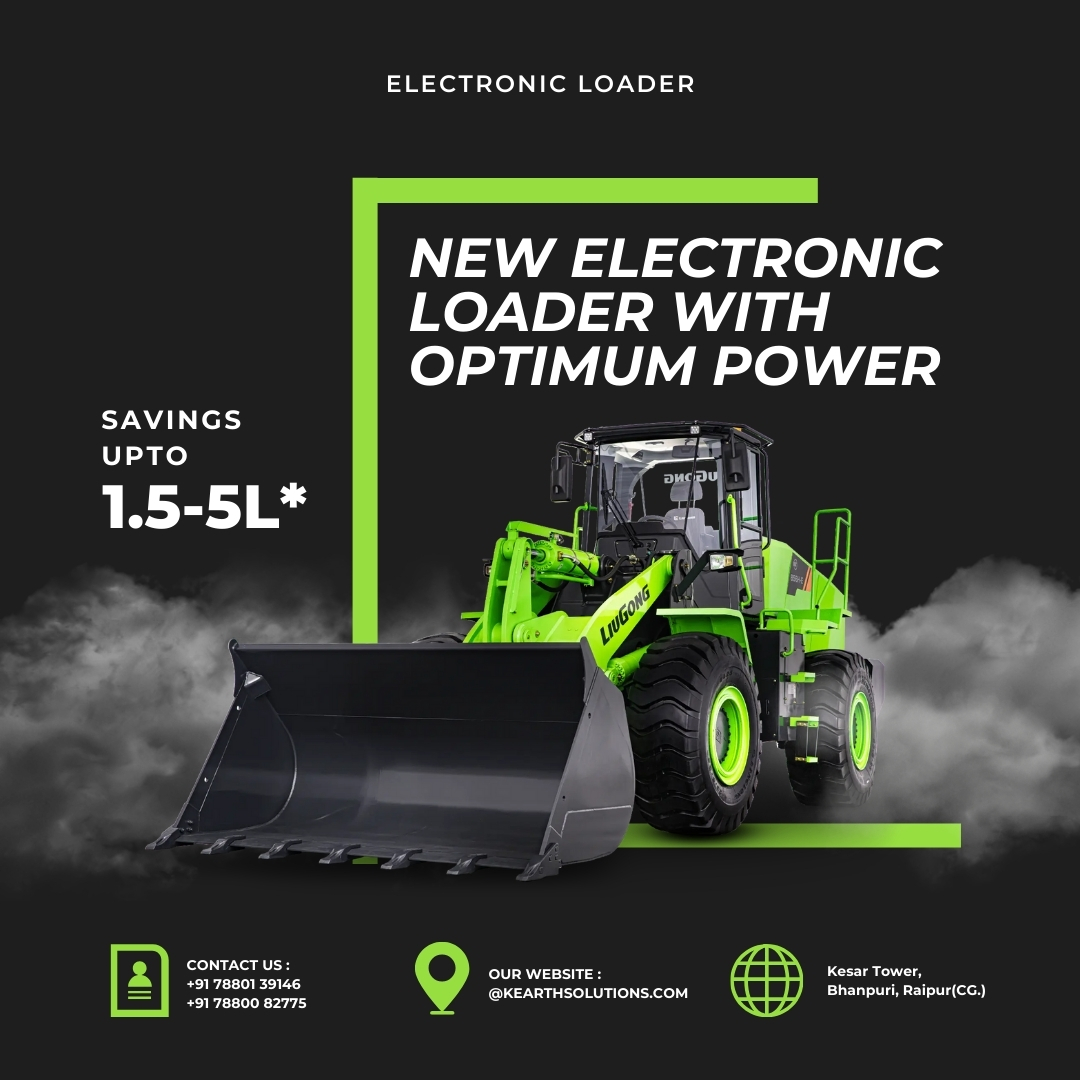 ELECTRONIC LOADER
NEW ELECTRONIC
LOADER WITH
OPTIMUM POWER
SAVINGS
UPTO
1.5-5L*
LIUGONG
LIUGONG
CONTACT US :
+91 78801 39146
+91 78800 82775
OUR WEBSITE :
@KEARTHSOLUTIONS.COM
Kesar Tower,
Bhanpuri, Raipur(CG.)